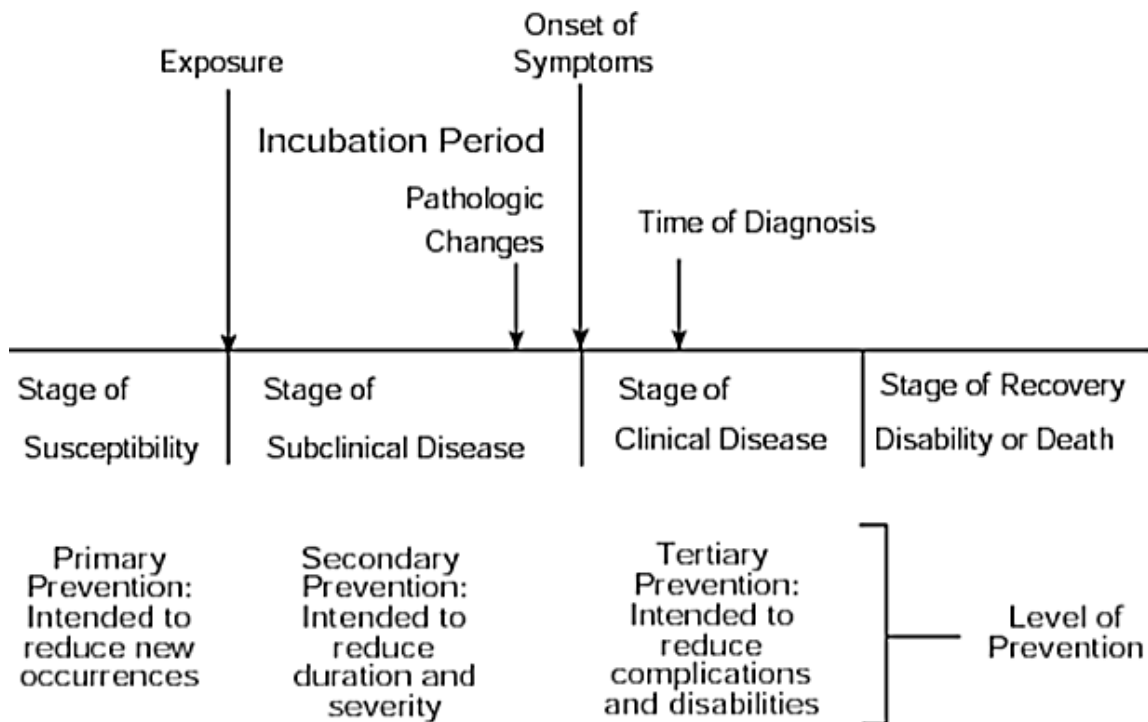 Exposure
Onset of
Symptoms
Incubation Period
Pathologic
Changes
Time of Diagnosis
Stage of
Susceptibility
Stage of
Subclinical Disease
Stage of
Clinical Disease
Stage of Recovery
Disability or Death
Primary
Prevention:
Intended to
reduce new
occurrences
Secondary
Prevention:
Intended to
reduce
duration and
severity
Tertiary
Prevention:
Intended to
reduce
complications
and disabilities
Level of
Prevention